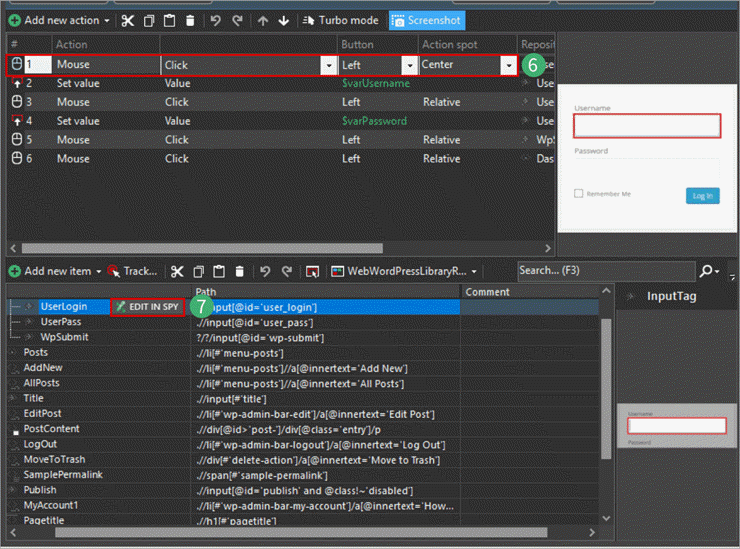 Add new action Turbo mode Screenshot
# Action Button Action spot Reposit
1 Mouse Click Left Center Use
6
2 Set value Value $varUsername Use
3 Mouse Click Left Relative Use
4 Set value Value $varPassword Use
5 Mouse Click Left Relative WpS
6 Mouse Click Left Relative Das
Username
Password
Remember Me Log In
Add new item Track... WebWordPressLibraryR... Search... (F3)
Path Comment
InputTag
UserLogin EDIT IN SPY 7 /input[@id='user_login']
UserPass .//input[@id='user_pass']
WpSubmit ?/?/input[@id='wp-submit']
Posts .//li[#'menu-posts']
AddNew .//li[#'menu-posts']//a[@innertext='Add New']
AllPosts .//li[#'menu-posts']//a[@innertext='All Posts']
Title .//input[#'title']
EditPost .//li[#'wp-admin-bar-edit']/a[@innertext='Edit Post']
PostContent .//div[@id>'post-']/div[@class='entry']/p
LogOut .//li[#'wp-admin-bar-logout']/a[@innertext='Log Out']
MoveToTrash .//div[#'delete-action']/a[@innertext='Move to Trash']
SamplePermalink .//span[#'sample-permalink']
Publish .//input[@id='publish' and @class!~'disabled']
MyAccount1 .//li[#'wp-admin-bar-my-account']/a[@innertext='How...
Pagetitle .//h1[#'pagetitle']
Username
Password